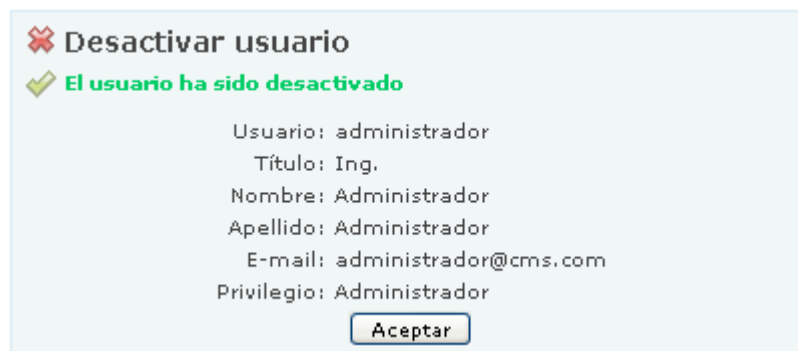 Desactivar usuario
El usuario ha sido desactivado
Usuario: administrador
Título: Ing.
Nombre: Administrador
Apellido: Administrador
E-mail: administrador@cms.com
Privilegio: Administrador
Aceptar